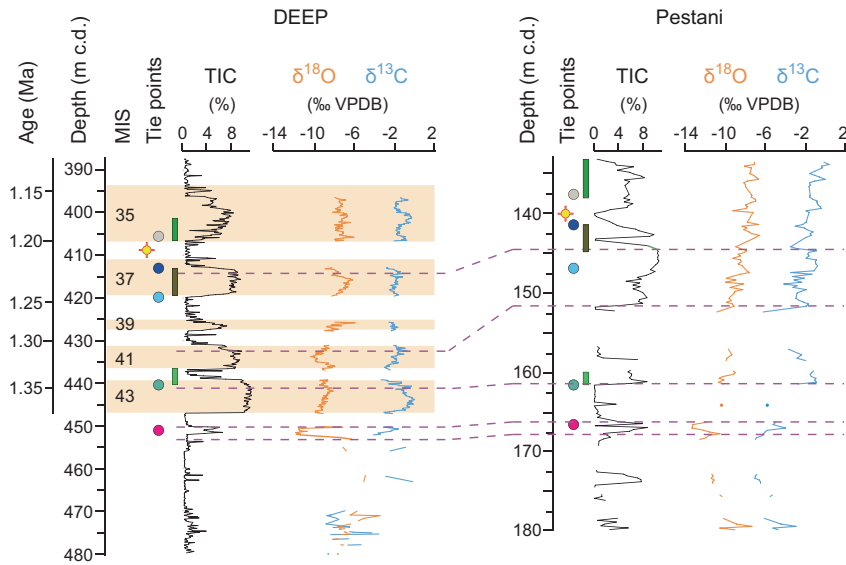 DEEP
Pestani
Age (Ma)
Depth (m c.d.)
MIS
Tie points
TIC
(%)
δ18O
δ13C
(‰ VPDB)
Depth (m c.d.)
Tie points
TIC
(%)
δ18O
δ13C
(‰ VPDB)
0 4 8
-14 -10 -6 -2 2
0 4 8
-14 -10 -6 -2 2
1.15
1.20
1.25
1.30
1.35
390
400
410
420
430
440
450
460
470
480
35
37
39
41
43
140
150
160
170
180